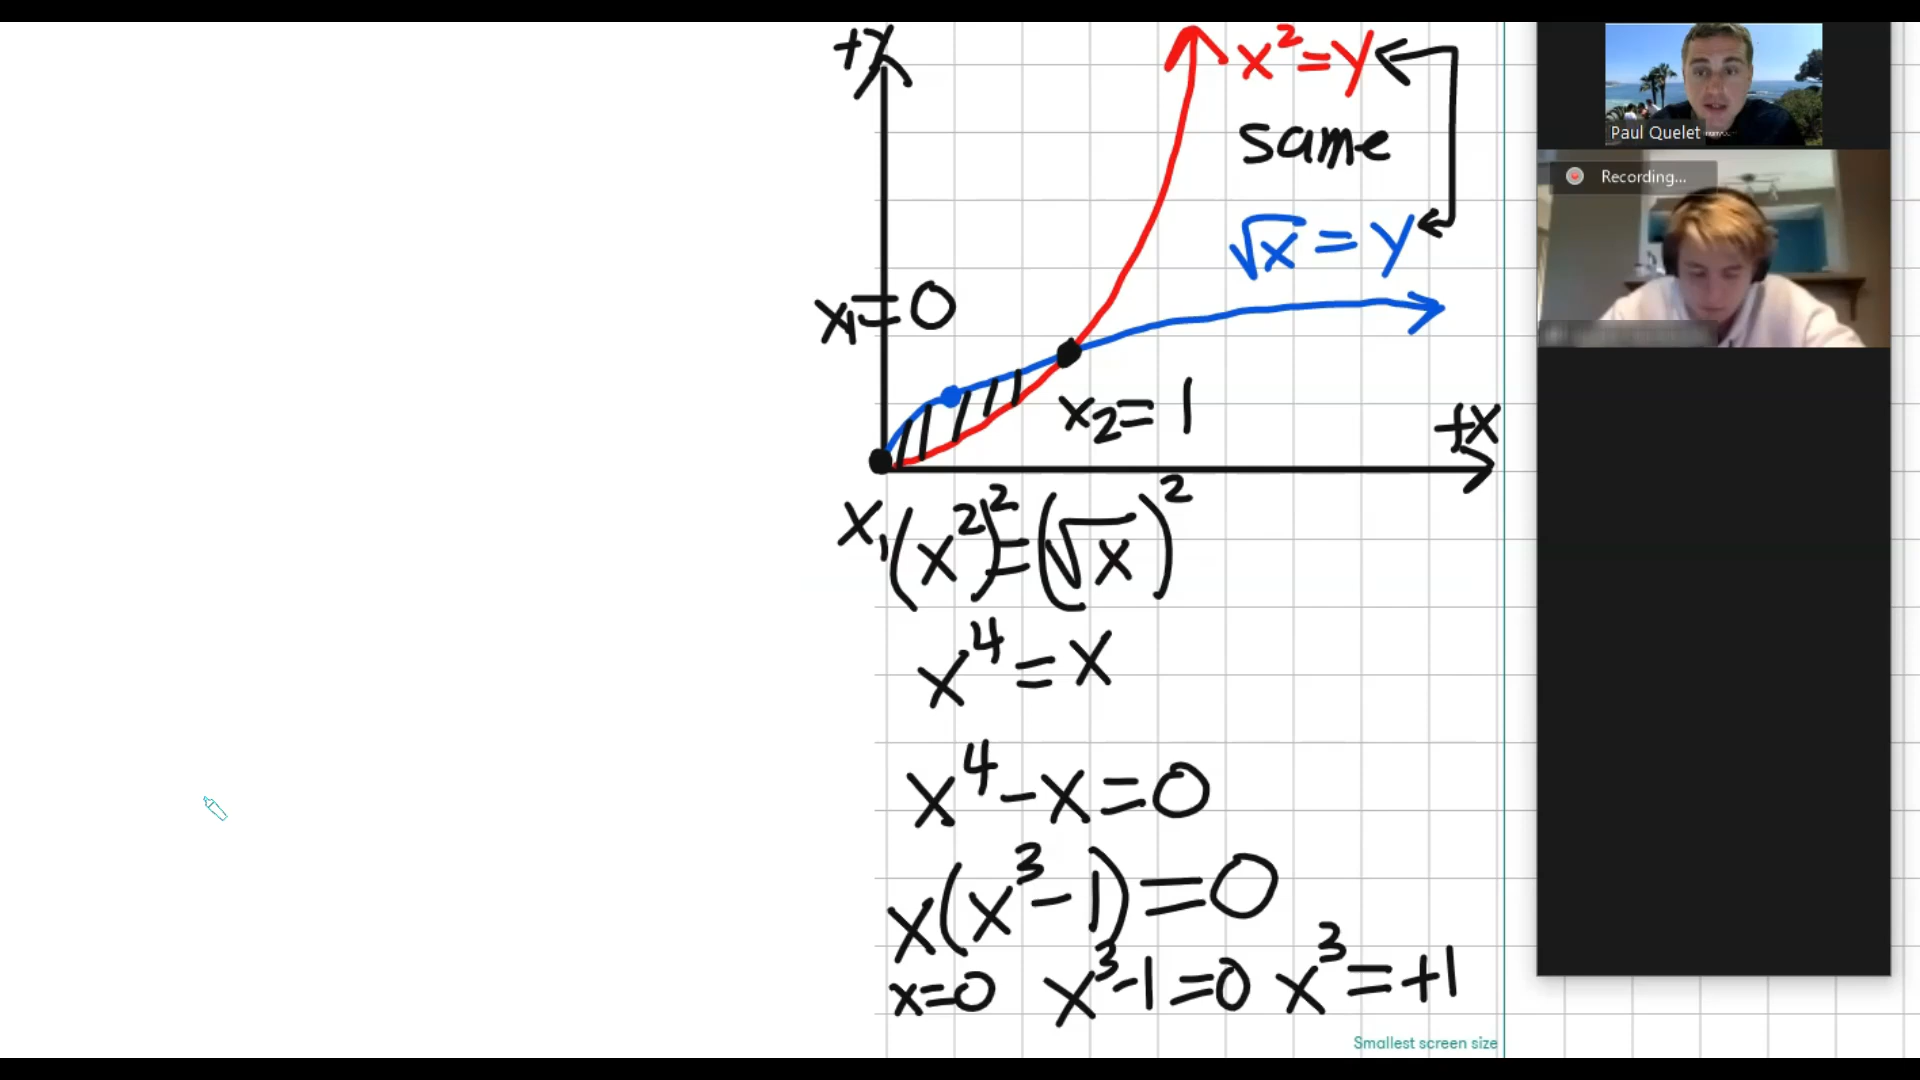 +y
x² = y
same
√x = y
x₁ = 0
x₂ = 1
+x
x₁
(x²)² = (√x)²
x⁴ = x
x⁴ - x = 0
x(x³ - 1) = 0
x = 0 x³ - 1 = 0 x³ = +1
Smallest screen size
Paul Quelet
Recording...